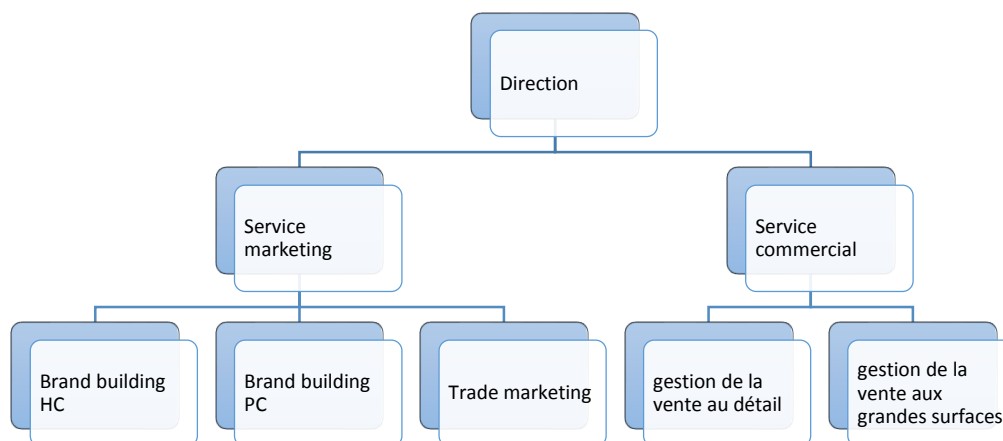 Direction
Service
marketing
Service
commercial
Brand building
HC
Brand building
PC
Trade marketing
gestion de la
vente au détail
gestion de la
vente aux
grandes surfaces